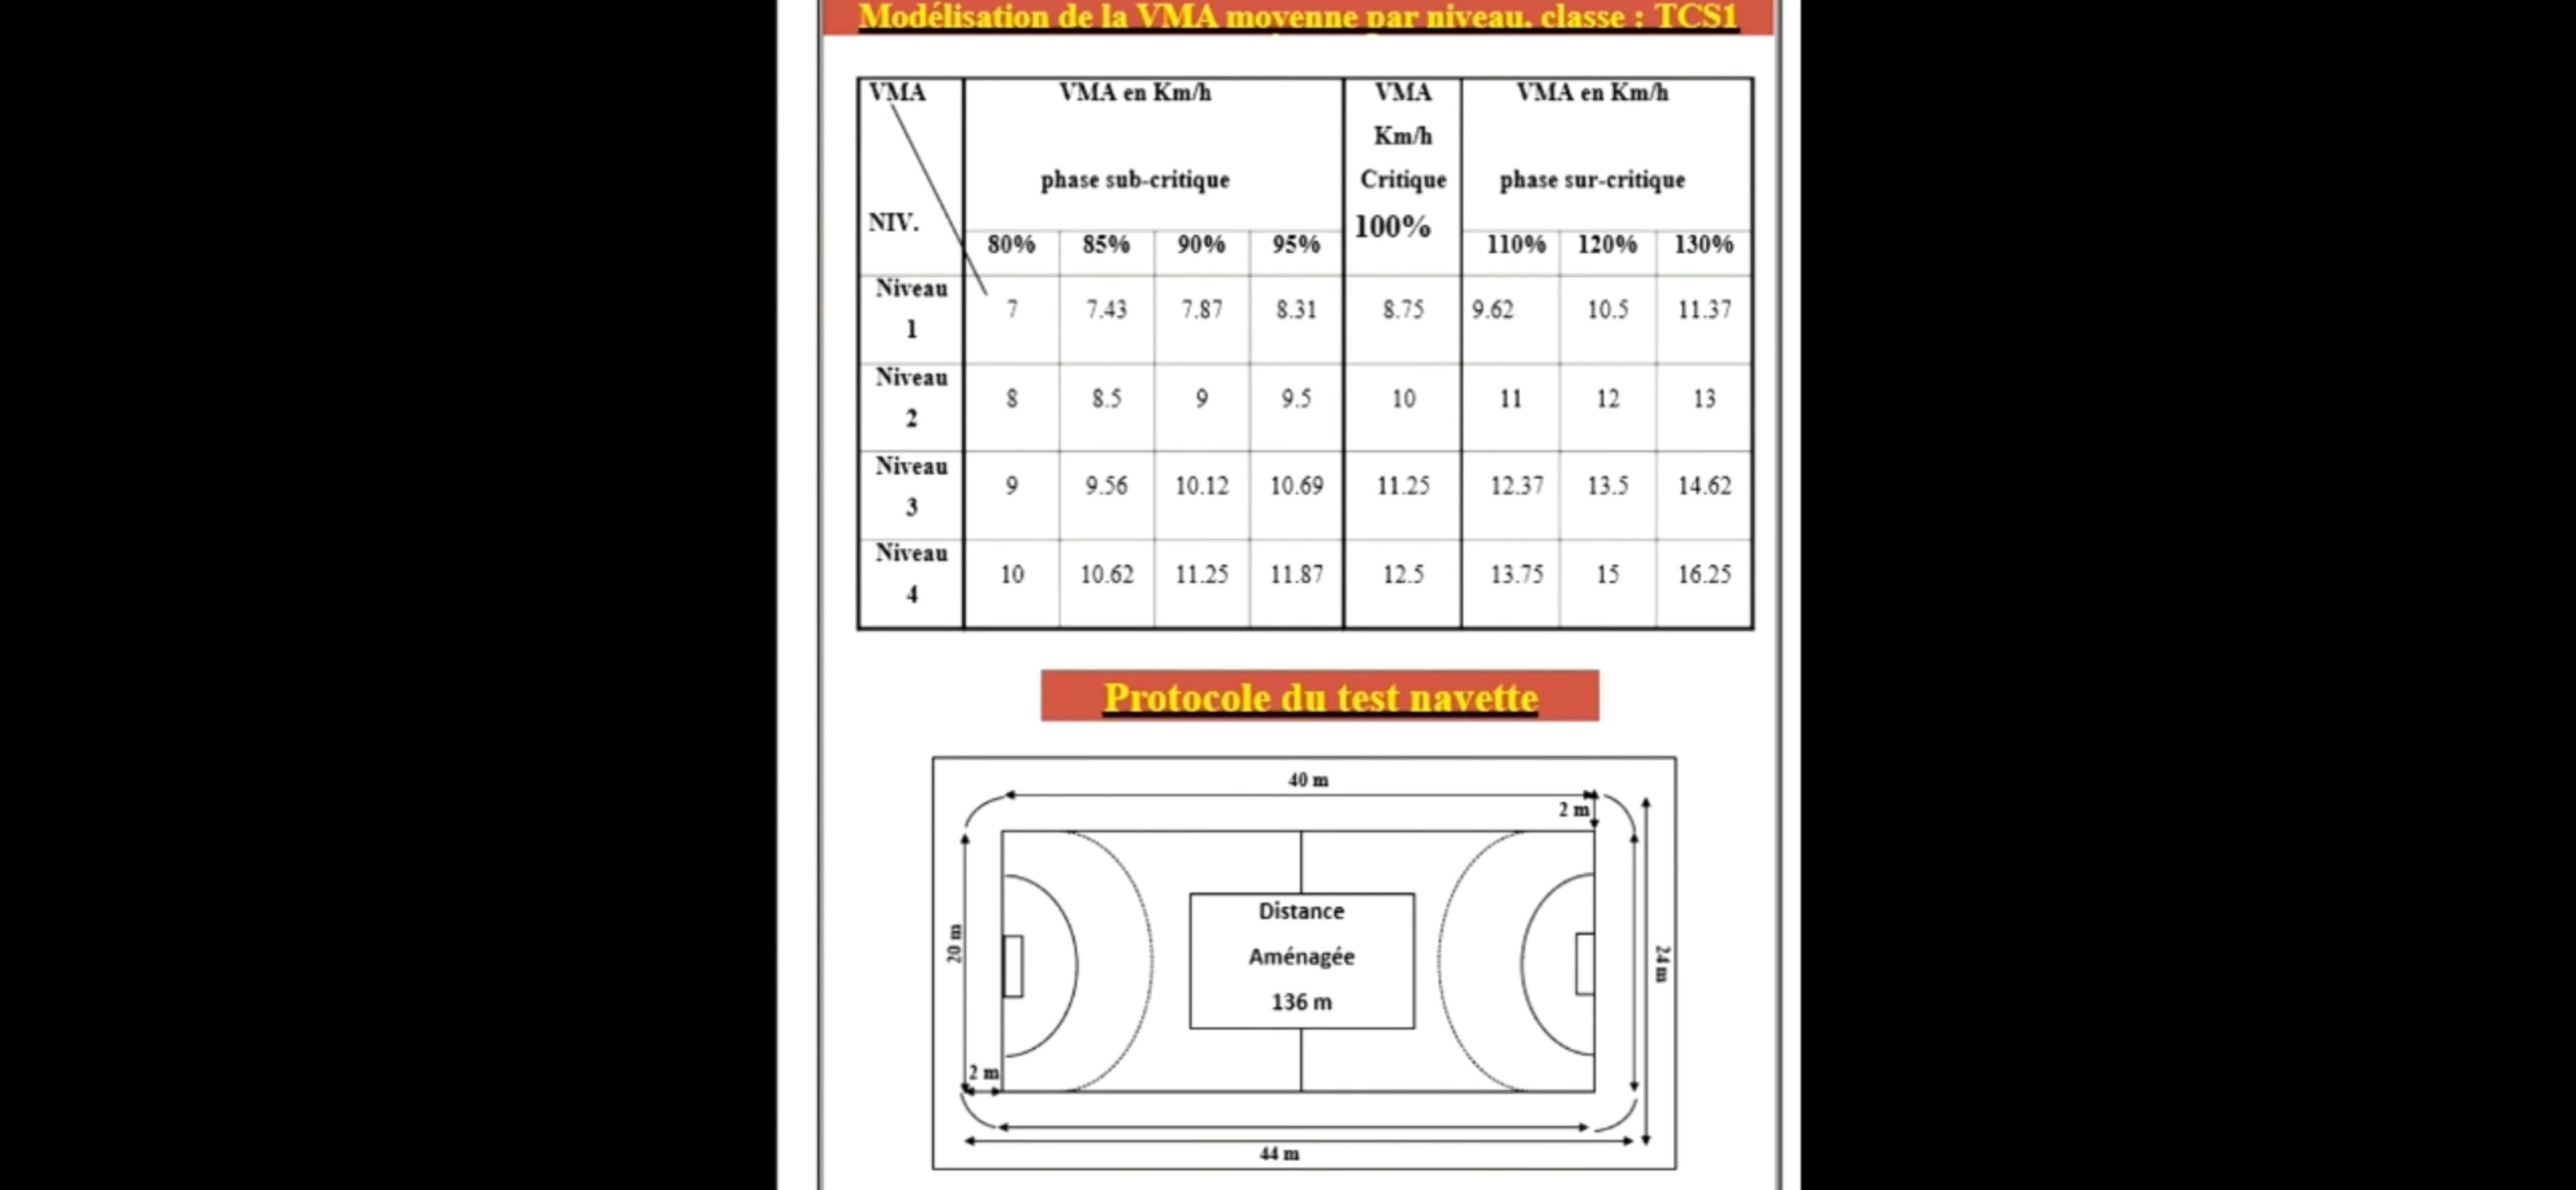 Modélisation de la VMA moyenne par niveau. classe : TCS1
VMA
NIV.
VMA en Km/h
phase sub-critique
VMA
Km/h
Critique
100%
VMA en Km/h
phase sur-critique
80% 85% 90% 95% 110% 120% 130%
Niveau
1
7 7.43 7.87 8.31 8.75 9.62 10.5 11.37
Niveau
2
8 8.5 9 9.5 10 11 12 13
Niveau
3
9 9.56 10.12 10.69 11.25 12.37 13.5 14.62
Niveau
4
10 10.62 11.25 11.87 12.5 13.75 15 16.25
Protocole du test navette
40 m
2 m
Distance
Aménagée
136 m
20 m
24 m
2 m
44 m